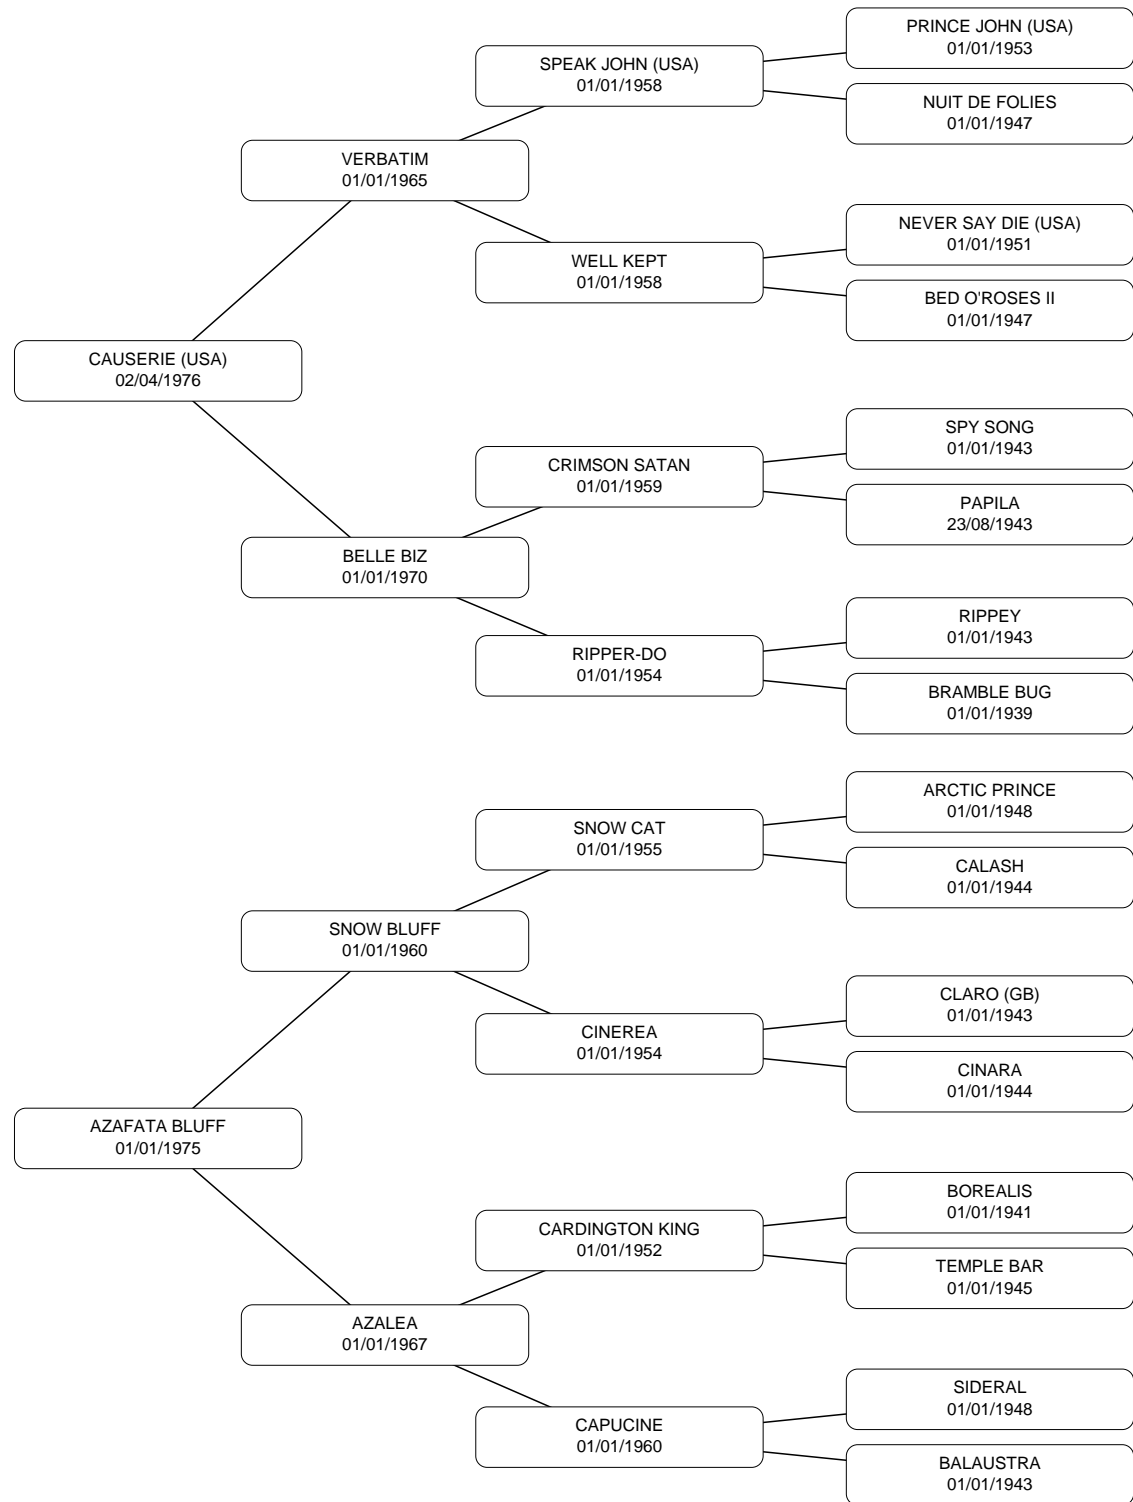 PRINCE JOHN (USA)
01/01/1953
SPEAK JOHN (USA)
01/01/1958
NUIT DE FOLIES
01/01/1947
VERBATIM
01/01/1965
NEVER SAY DIE (USA)
01/01/1951
WELL KEPT
01/01/1958
BED O'ROSES II
01/01/1947
CAUSERIE (USA)
02/04/1976
SPY SONG
01/01/1943
CRIMSON SATAN
01/01/1959
PAPILA
23/08/1943
BELLE BIZ
01/01/1970
RIPPEY
01/01/1943
RIPPER-DO
01/01/1954
BRAMBLE BUG
01/01/1939
ARCTIC PRINCE
01/01/1948
SNOW CAT
01/01/1955
CALASH
01/01/1944
SNOW BLUFF
01/01/1960
CLARO (GB)
01/01/1943
CINEREA
01/01/1954
CINARA
01/01/1944
AZAFATA BLUFF
01/01/1975
BOREALIS
01/01/1941
CARDINGTON KING
01/01/1952
TEMPLE BAR
01/01/1945
AZALEA
01/01/1967
SIDERAL
01/01/1948
CAPUCINE
01/01/1960
BALAUSTRA
01/01/1943